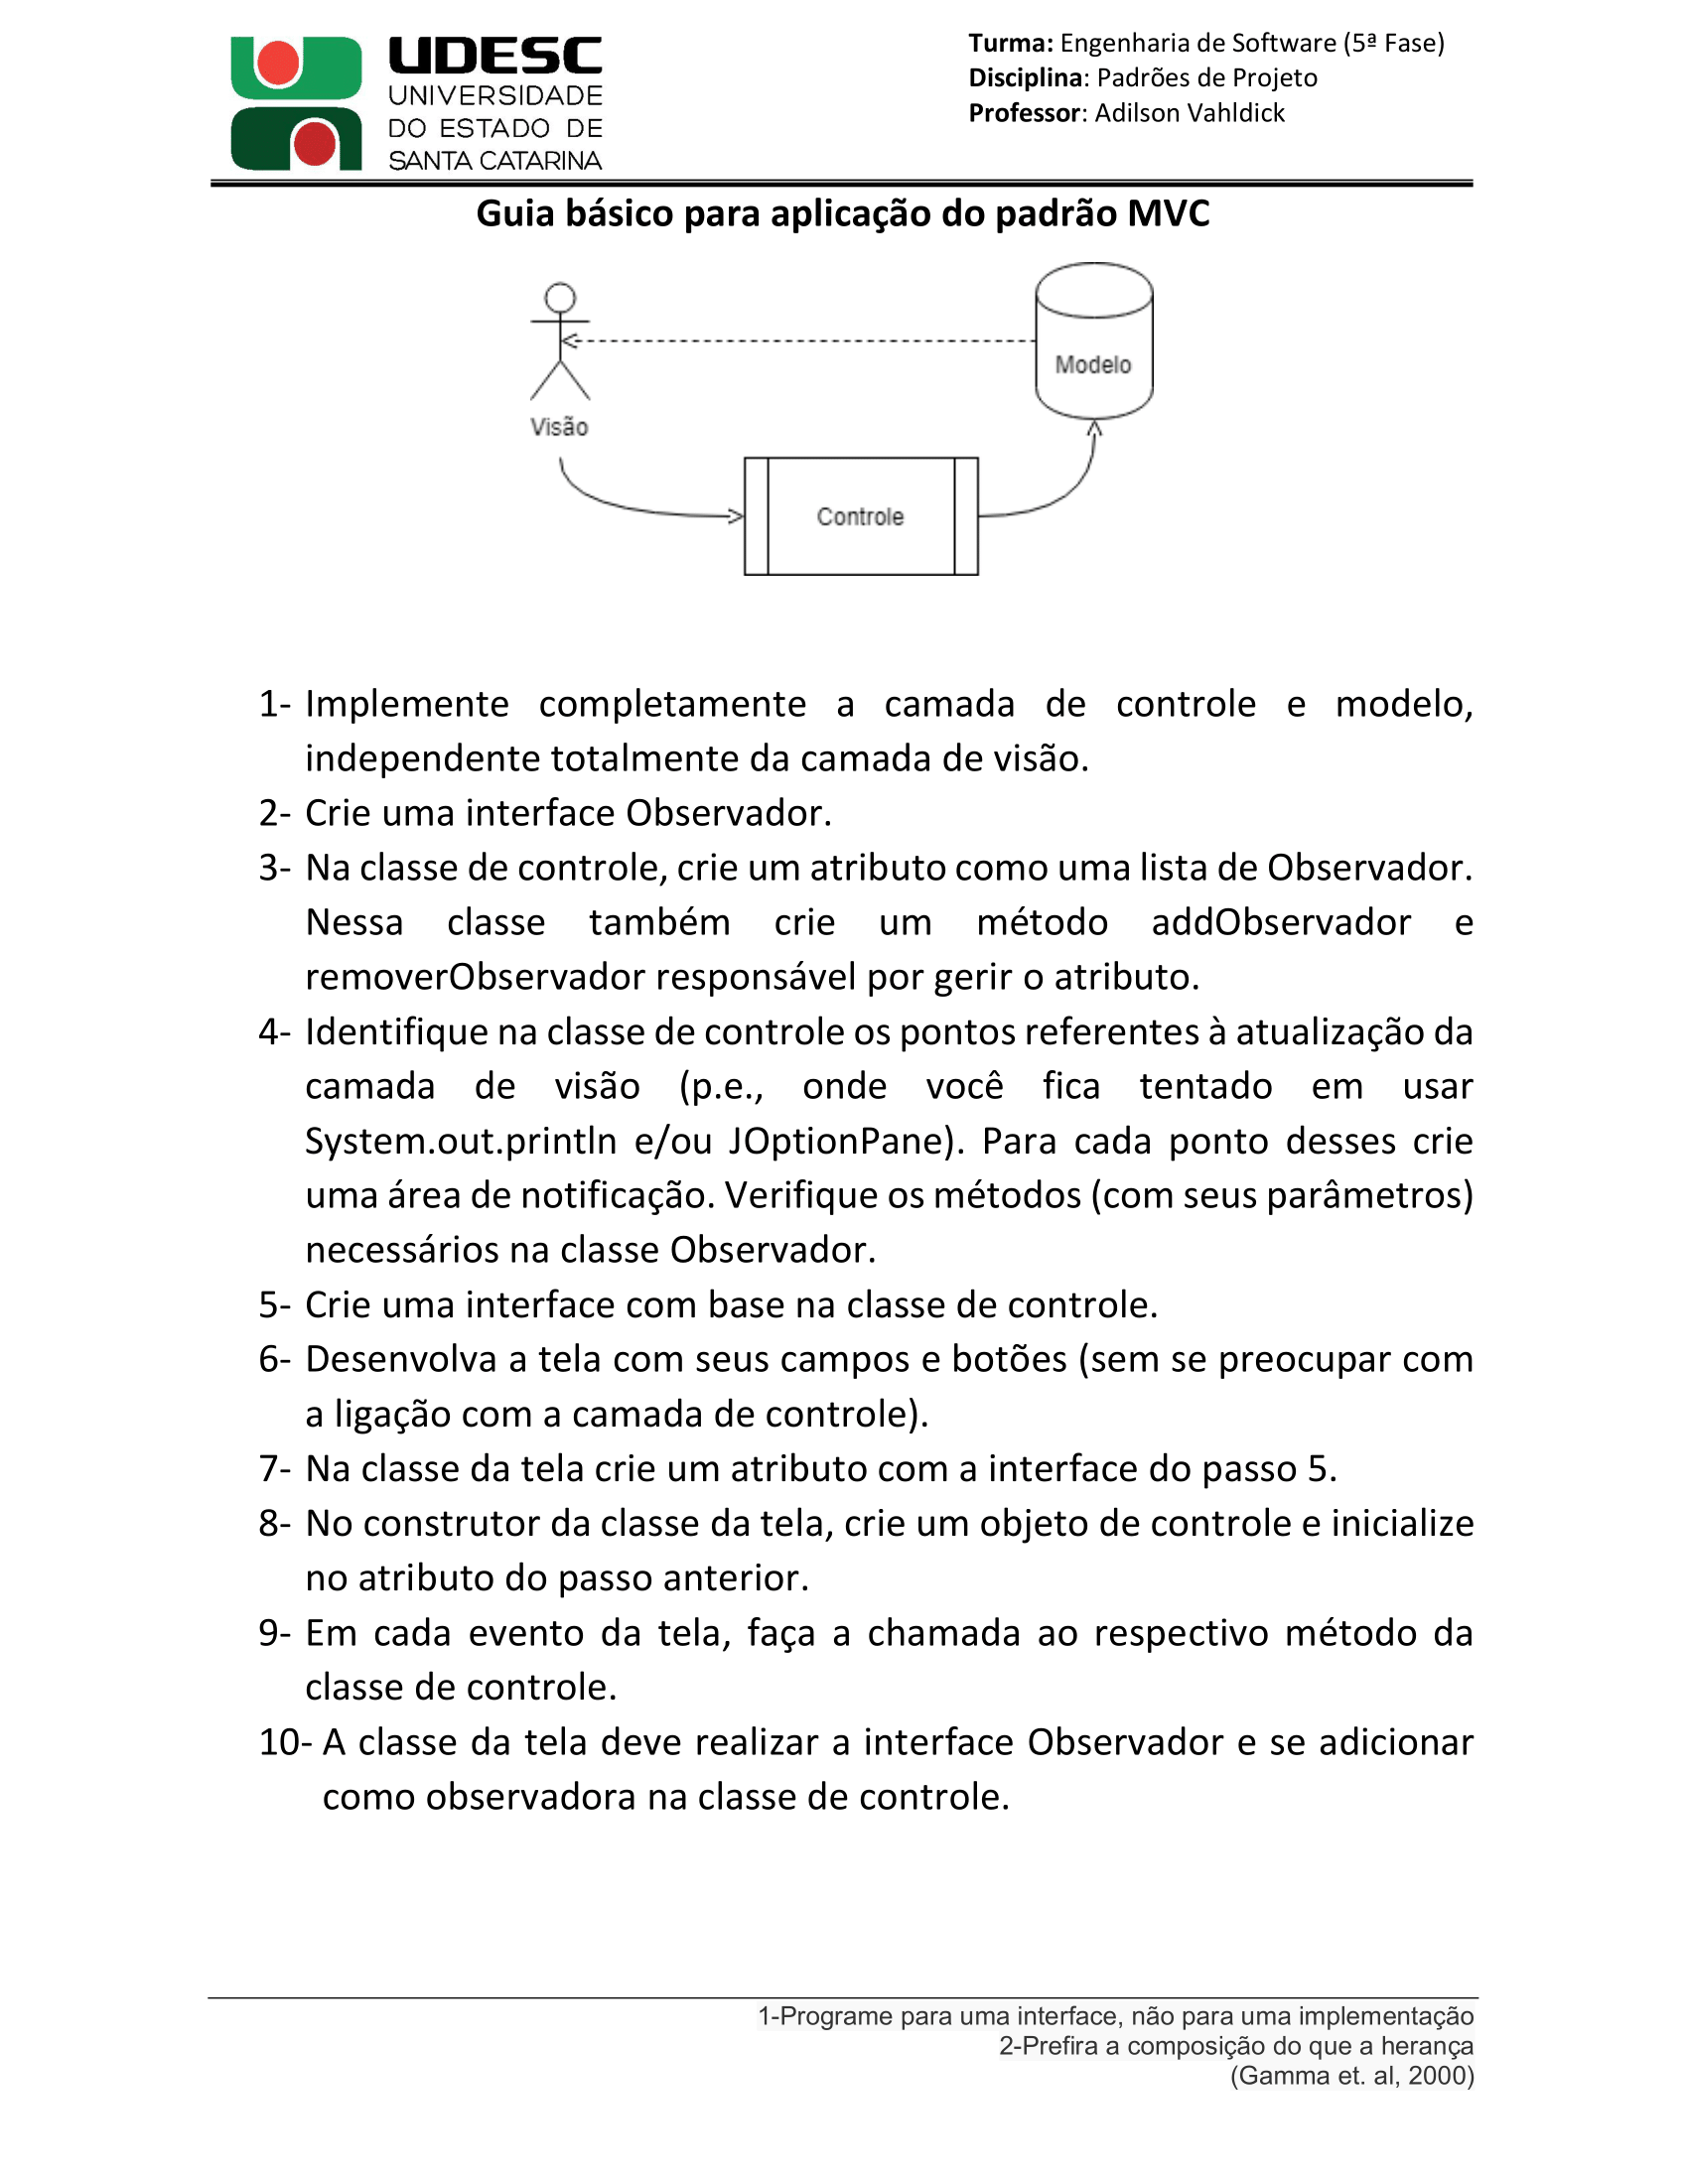 UDESC
UNIVERSIDADE
DO ESTADO DE
SANTA CATARINA
Turma: Engenharia de Software (5ª Fase)
Disciplina: Padrões de Projeto
Professor: Adilson Vahldick
Guia básico para aplicação do padrão MVC
Modelo
Visão
Controle
1- Implemente completamente a camada de controle e modelo,
independente totalmente da camada de visão.
2- Crie uma interface Observador.
3- Na classe de controle, crie um atributo como uma lista de Observador.
Nessa classe também crie um método addObservador e
removerObservador responsável por gerir o atributo.
4- Identifique na classe de controle os pontos referentes à atualização da
camada de visão (p.e., onde você fica tentado em usar
System.out.println e/ou JOptionPane). Para cada ponto desses crie
uma área de notificação. Verifique os métodos (com seus parâmetros)
necessários na classe Observador.
5- Crie uma interface com base na classe de controle.
6- Desenvolva a tela com seus campos e botões (sem se preocupar com
a ligação com a camada de controle).
7- Na classe da tela crie um atributo com a interface do passo 5.
8- No construtor da classe da tela, crie um objeto de controle e inicialize
no atributo do passo anterior.
9- Em cada evento da tela, faça a chamada ao respectivo método da
classe de controle.
10- A classe da tela deve realizar a interface Observador e se adicionar
como observadora na classe de controle.
1-Programe para uma interface, não para uma implementação
2-Prefira a composição do que a herança
(Gamma et. al, 2000)